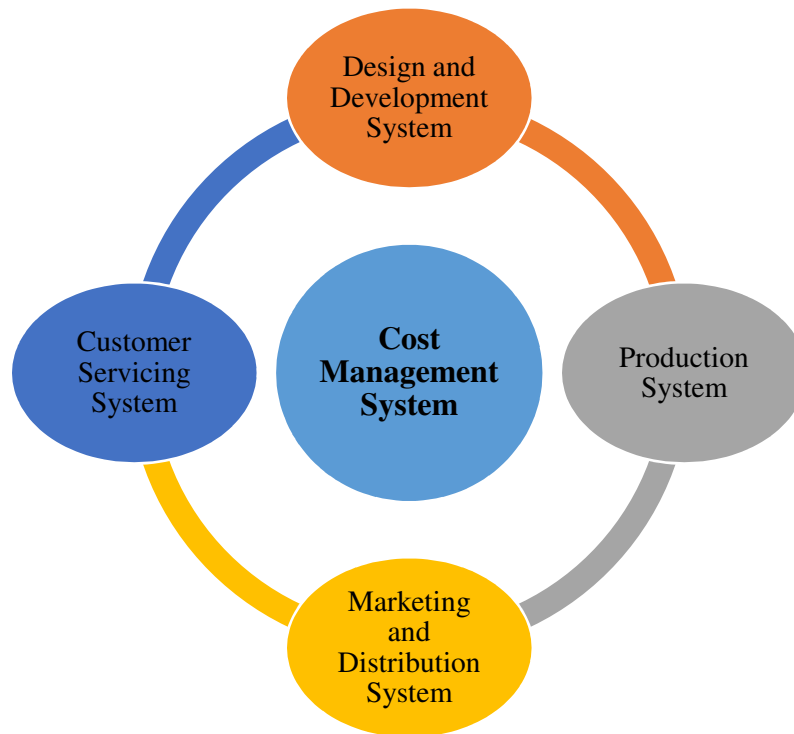 Design and
Development
System
Customer
Servicing
System
Cost
Management
System
Production
System
Marketing
and
Distribution
System